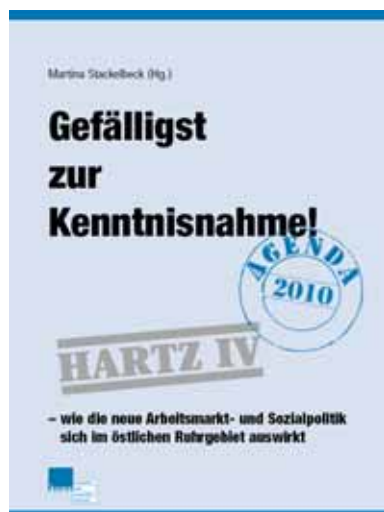 Martina Stackelbeck (Hg.)
Gefälligst
zur
Kenntnisnahme!
AGENDA
2010
HARTZ IV
– wie die neue Arbeitsmarkt- und Sozialpolitik
sich im östlichen Ruhrgebiet auswirkt